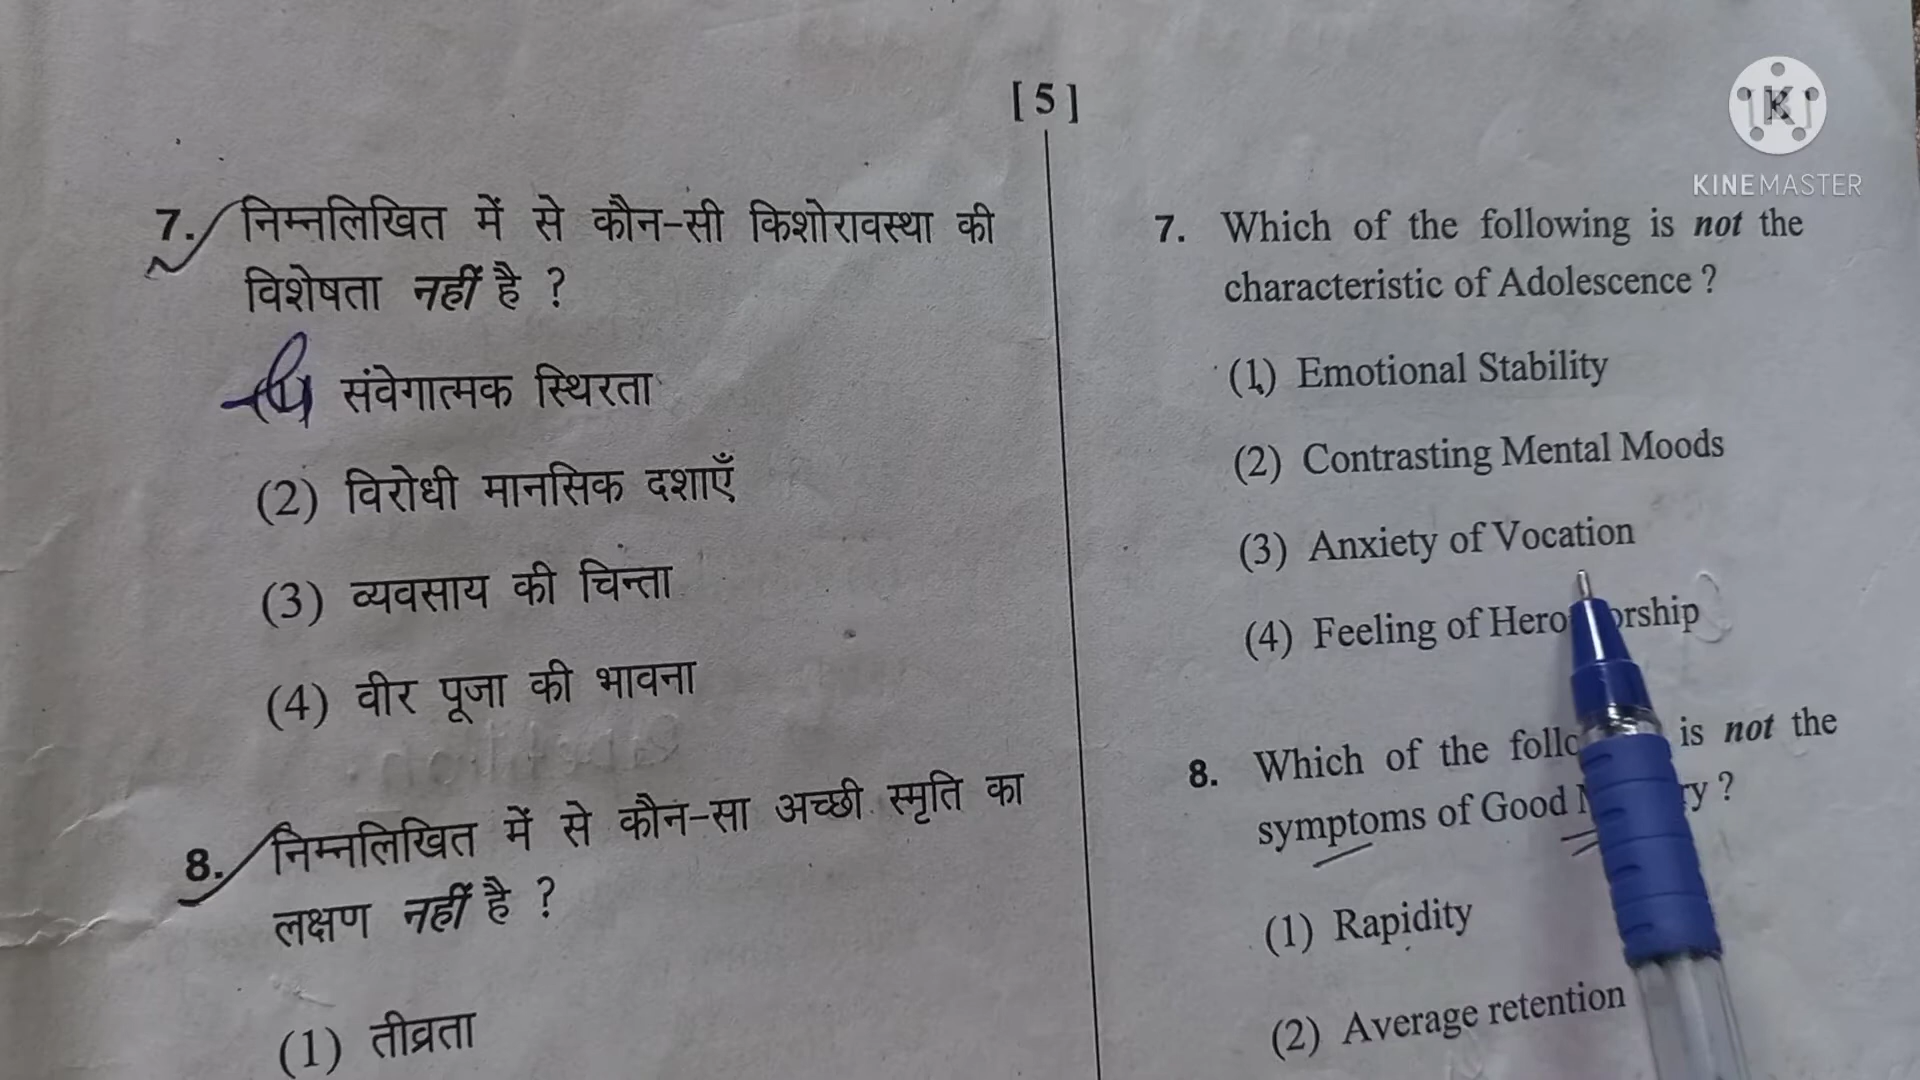 [ 5 ]
KINEMASTER
7. निम्नलिखित में से कौन-सी किशोरावस्था की
विशेषता नहीं है ?
संवेगात्मक स्थिरता
(2) विरोधी मानसिक दशाएँ
(3) व्यवसाय की चिन्ता
(4) वीर पूजा की भावना
8. निम्नलिखित में से कौन-सा अच्छी स्मृति का
लक्षण नहीं है ?
(1) तीव्रता
7. Which of the following is not the
characteristic of Adolescence ?
(1) Emotional Stability
(2) Contrasting Mental Moods
(3) Anxiety of Vocation
(4) Feeling of Hero
8. Which of the is not the
symptoms of Good ?
(1) Rapidity
(2) Average retention